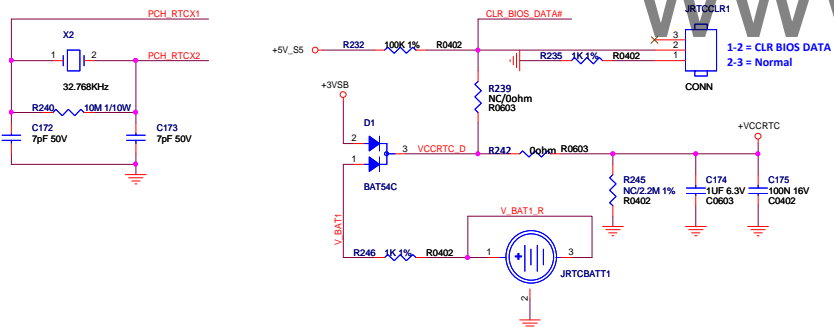 PCH_RTCX1
X2
1 2
PCH_RTCX2
32.768KHz
R240 10M 1/10W
C172
7pF 50V
C173
7pF 50V
CLR_BIOS_DATA#
+5V_S5
R232 100K 1% R0402
R235 1K 1% R0402
WWW
JRTCCLR1
3
2
1
CONN
1-2 = CLR BIOS DATA
2-3 = Normal
R239
NC/0ohm
R0603
+3VSB
D1
2
1
3
BAT54C
VCCRTC_D
R242 0ohm R0603
+VCCRTC
R245
NC/2.2M 1%
R0402
C174
1UF 6.3V
C0603
C175
100N 16V
C0402
V_BAT1
R246 1K 1% R0402
V_BAT1_R
1
3
+
JRTCBATT1
2